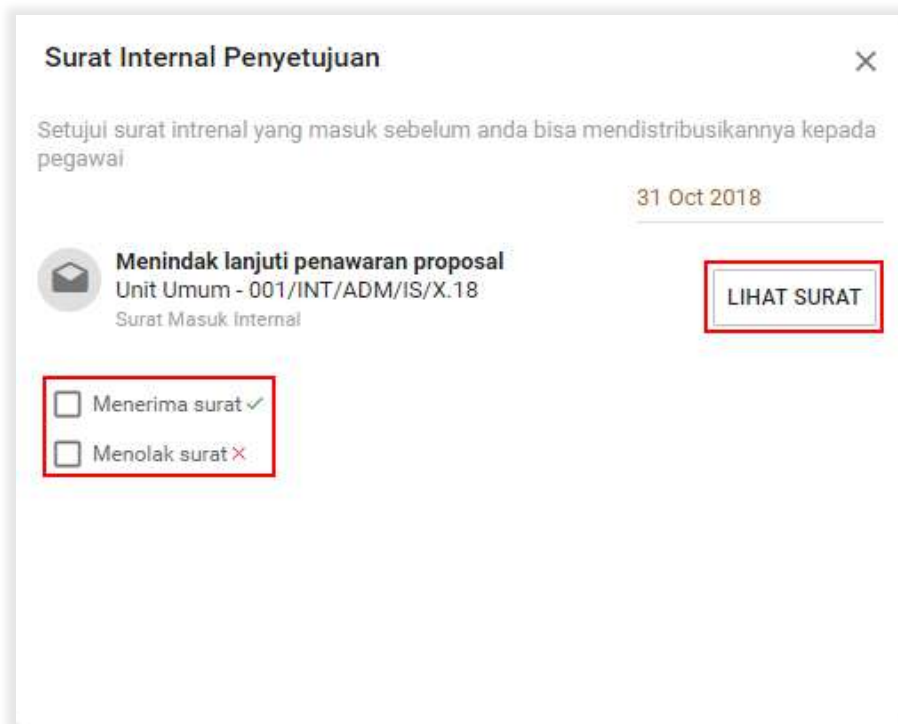 Surat Internal Penyetujuan
Setujui surat intrenal yang masuk sebelum anda bisa mendistribusikannya kepada
pegawai
31 Oct 2018
Menindak lanjuti penawaran proposal
Unit Umum - 001/INT/ADM/IS/X.18
Surat Masuk Internal
LIHAT SURAT
Menerima surat
Menolak surat